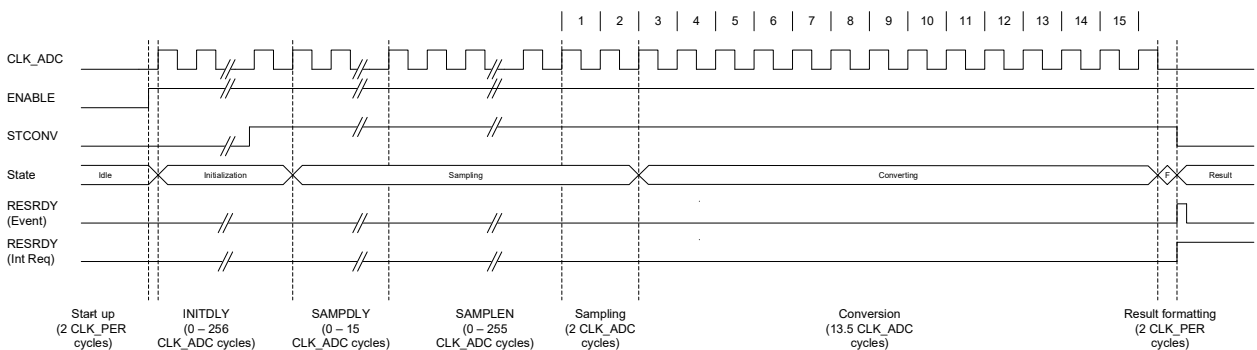 1 2 3 4 5 6 7 8 9 10 11 12 13 14 15
CLK_ADC
ENABLE
STCONV
State Idle Initialization Sampling Converting F Result
RESRDY
(Event)
RESRDY
(Int Req)
Start up INITDLY SAMPDLY SAMPLEN Sampling Conversion Result formatting
(2 CLK_PER (0 – 256 (0 – 15 (0 – 255 (2 CLK_ADC (13.5 CLK_ADC (2 CLK_PER
cycles) CLK_ADC cycles) CLK_ADC cycles) CLK_ADC cycles) cycles) cycles) cycles)